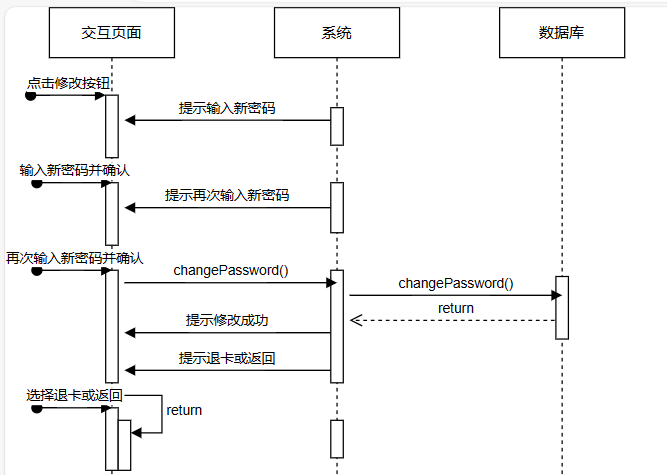 交互页面
系统
数据库
点击修改按钮
提示输入新密码
输入新密码并确认
提示再次输入新密码
再次输入新密码并确认
changePassword()
changePassword()
return
提示修改成功
提示退卡或返回
选择退卡或返回
return